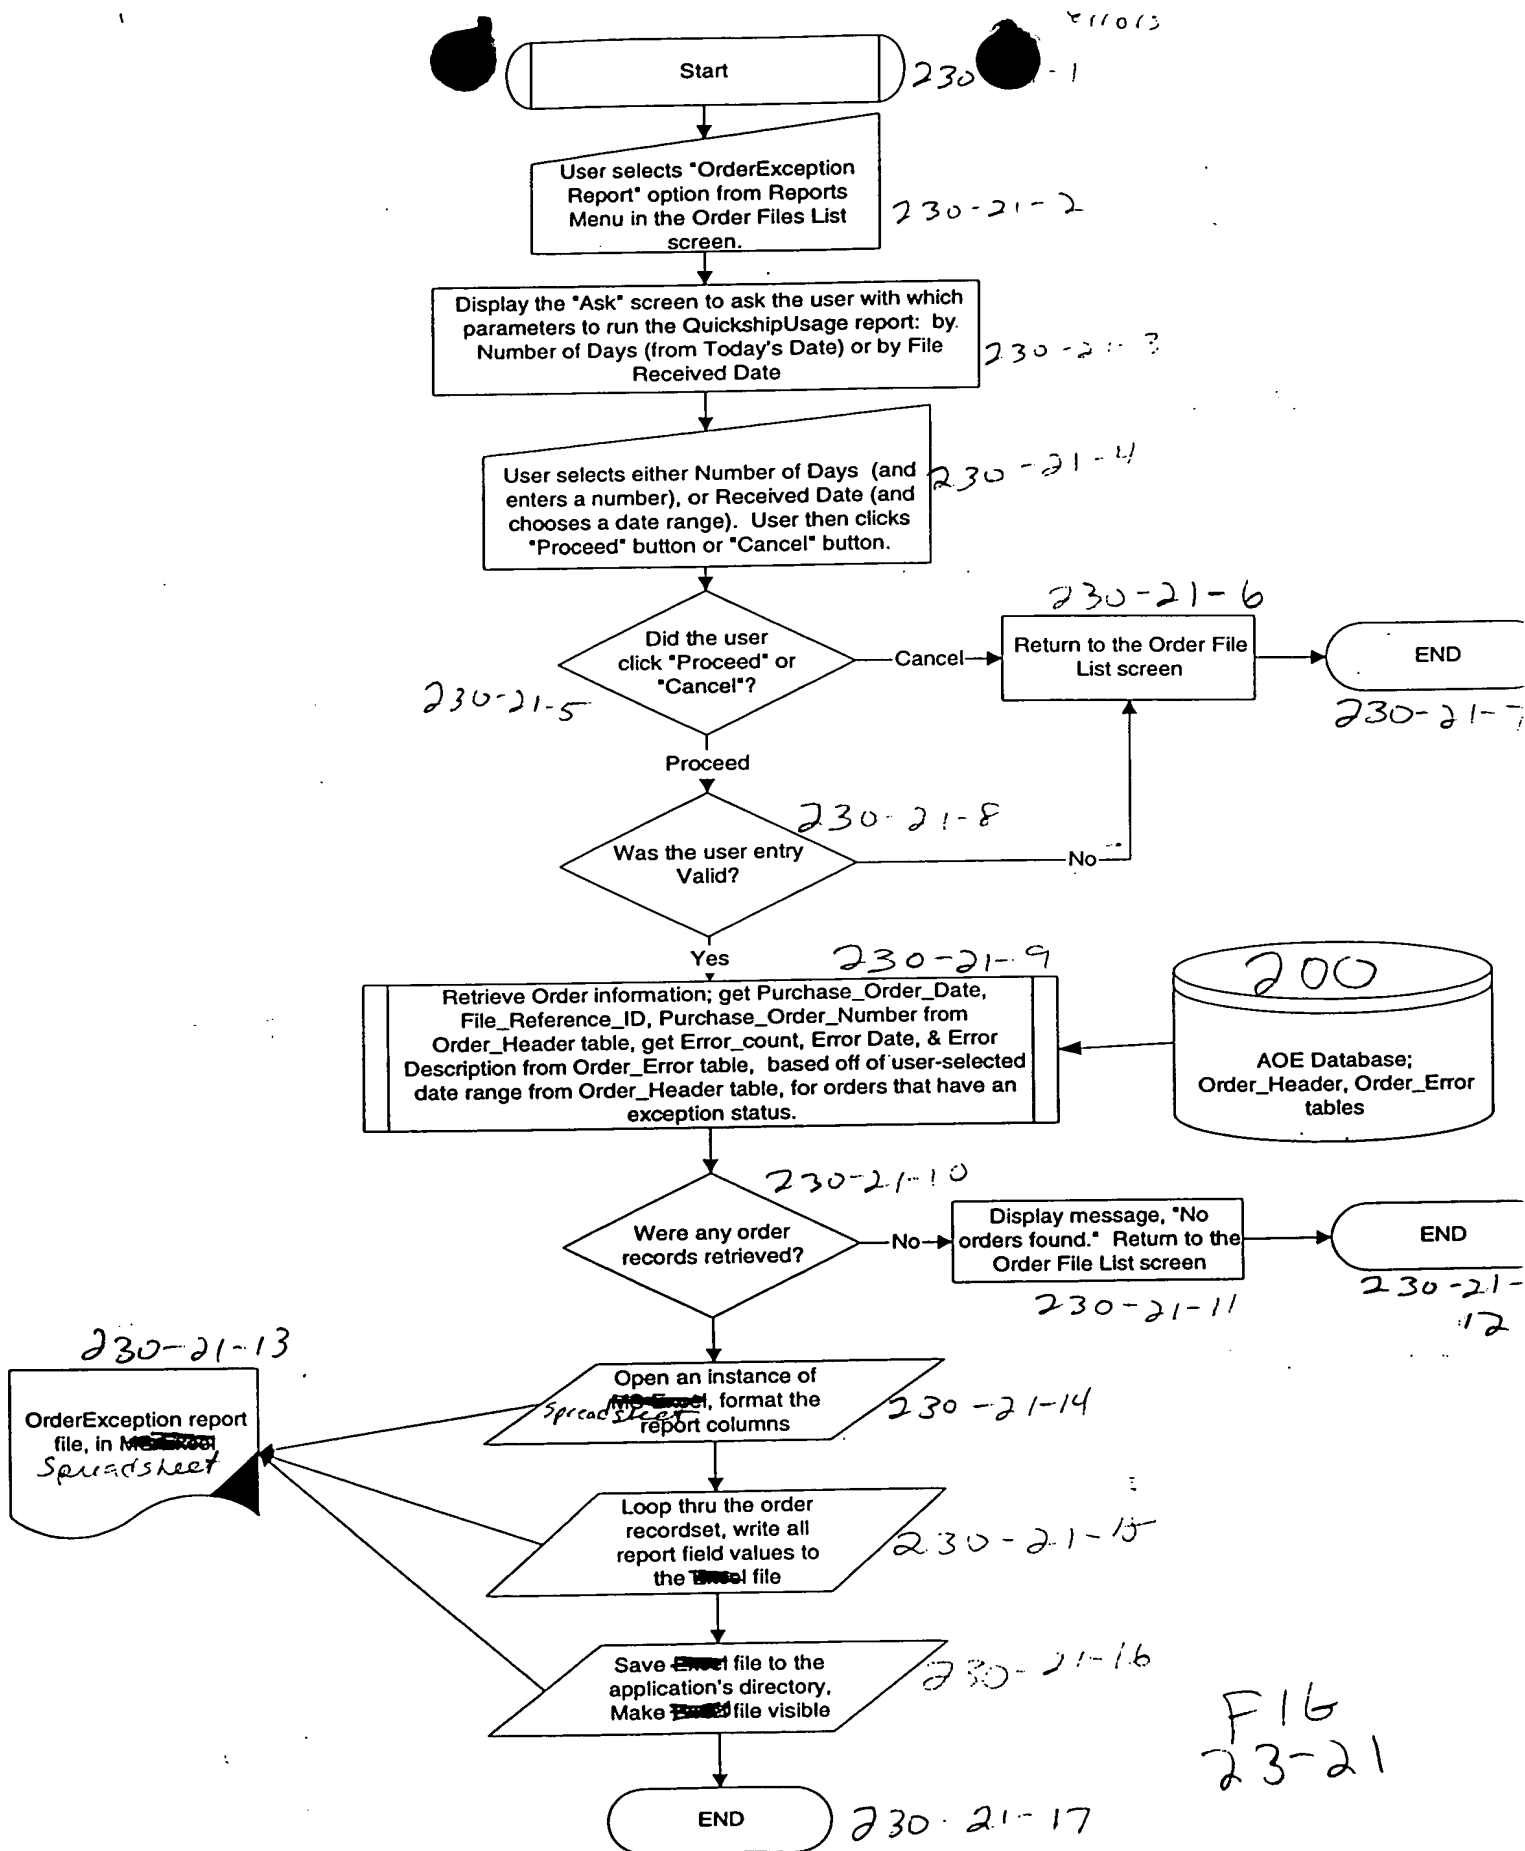 errors
Start
230 -1
User selects "OrderException
Report" option from Reports
Menu in the Order Files List
screen.
230-21-2
Display the "Ask" screen to ask the user with which
parameters to run the QuickshipUsage report: by
Number of Days (from Today's Date) or by File
Received Date
230-21-3
User selects either Number of Days (and
enters a number), or Received Date (and
chooses a date range). User then clicks
"Proceed" button or "Cancel" button.
230-21-4
230-21-6
Did the user
click "Proceed" or
"Cancel"?
Cancel
Return to the Order File
List screen
END
230-21-5
230-21-7
Proceed
230-21-8
Was the user entry
Valid?
No
Yes
230-21-9
Retrieve Order information; get Purchase_Order_Date,
File_Reference_ID, Purchase_Order_Number from
Order_Header table, get Error_count, Error Date, & Error
Description from Order_Error table, based off of user-selected
date range from Order_Header table, for orders that have an
exception status.
200
AOE Database;
Order_Header, Order_Error
tables
230-21-10
Were any order
records retrieved?
No
Display message, "No
orders found." Return to the
Order File List screen
END
230-21-11
230-21-
12
230-21-13
OrderException report
file, in
Spreadsheet
Open an instance of
MS Excel, format the
Spreadsheet
report columns
230-21-14
Loop thru the order
recordset, write all
report field values to
the Excel file
230-21-15
Save Excel file to the
application's directory,
Make file visible
230-21-16
FIG
23-21
END
230-21-17